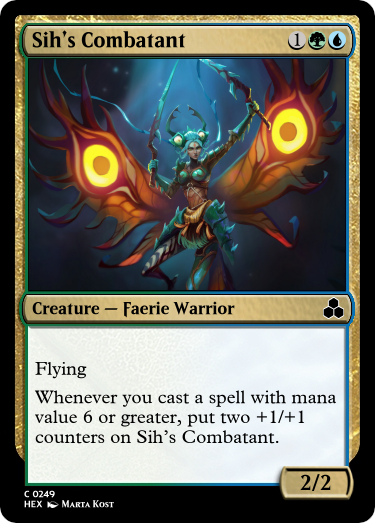 Sih's Combatant 1
Creature — Faerie Warrior
Flying
Whenever you cast a spell with mana
value 6 or greater, put two +1/+1
counters on Sih's Combatant.
2/2
C 0249
HEX Marta Kost